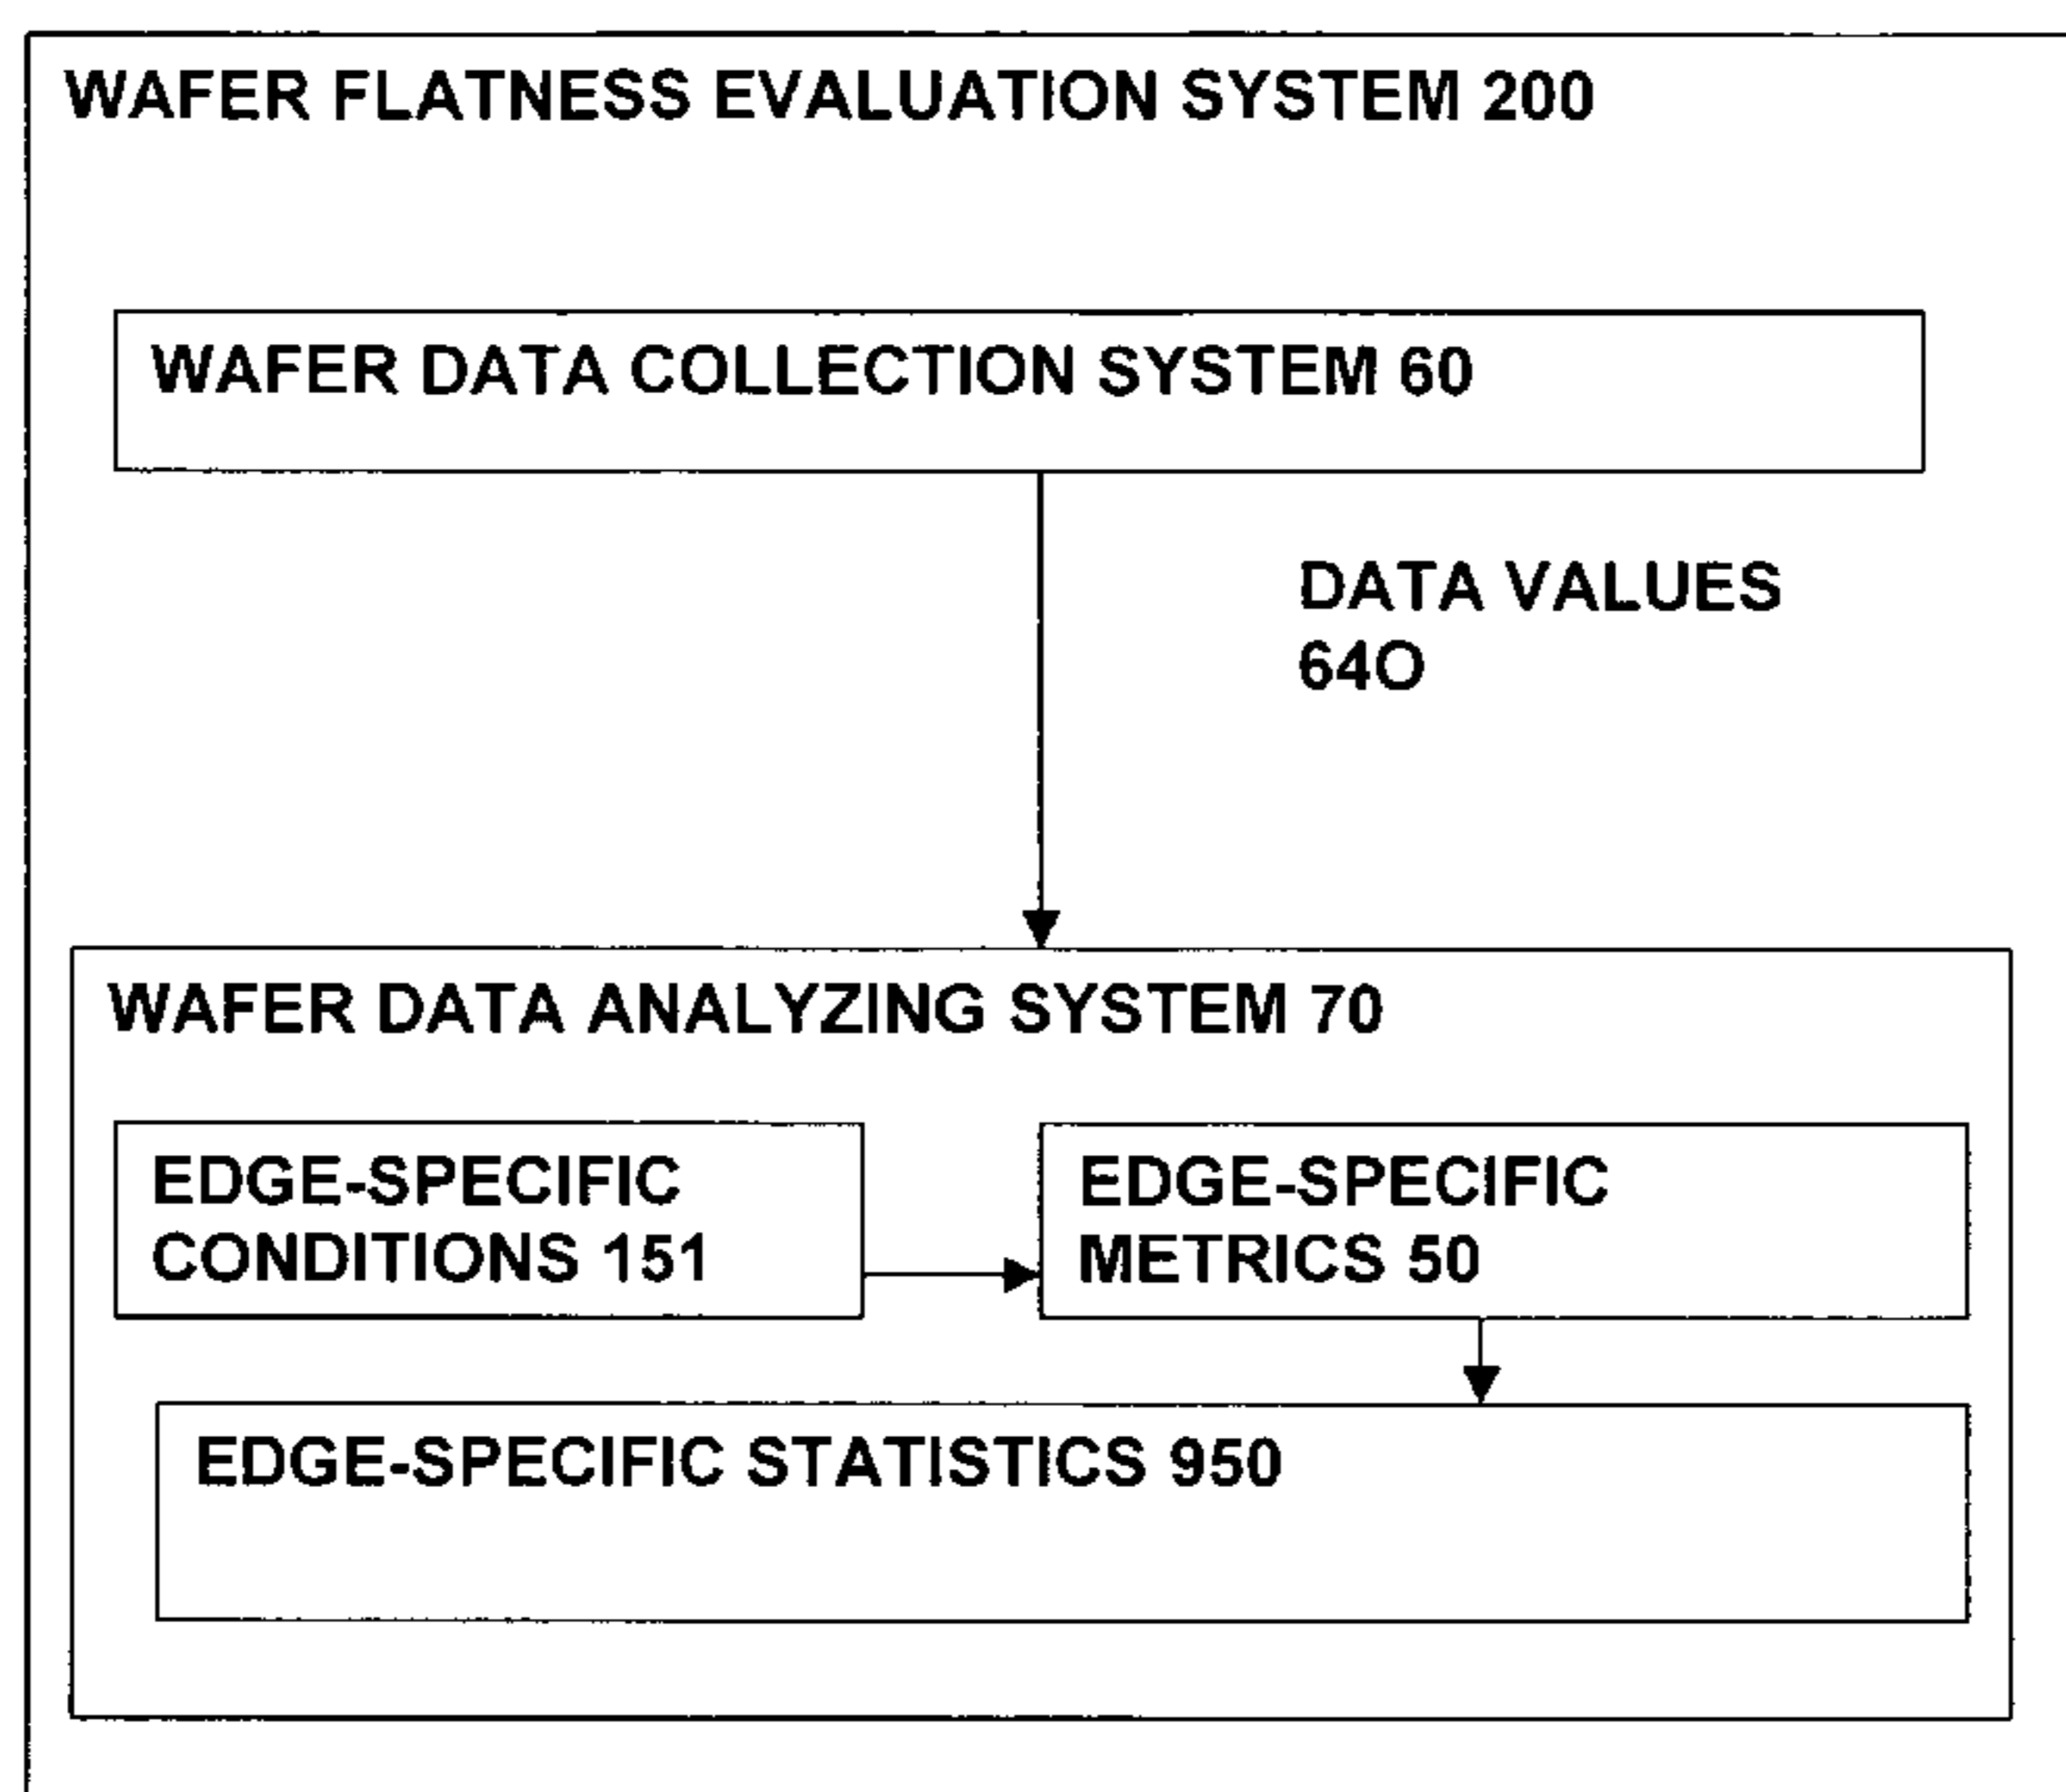 WAFER FLATNESS EVALUATION SYSTEM 200
WAFER DATA COLLECTION SYSTEM 60
DATA VALUES
64O
WAFER DATA ANALYZING SYSTEM 70
EDGE-SPECIFIC
CONDITIONS 151
EDGE-SPECIFIC
METRICS 50
EDGE-SPECIFIC STATISTICS 950